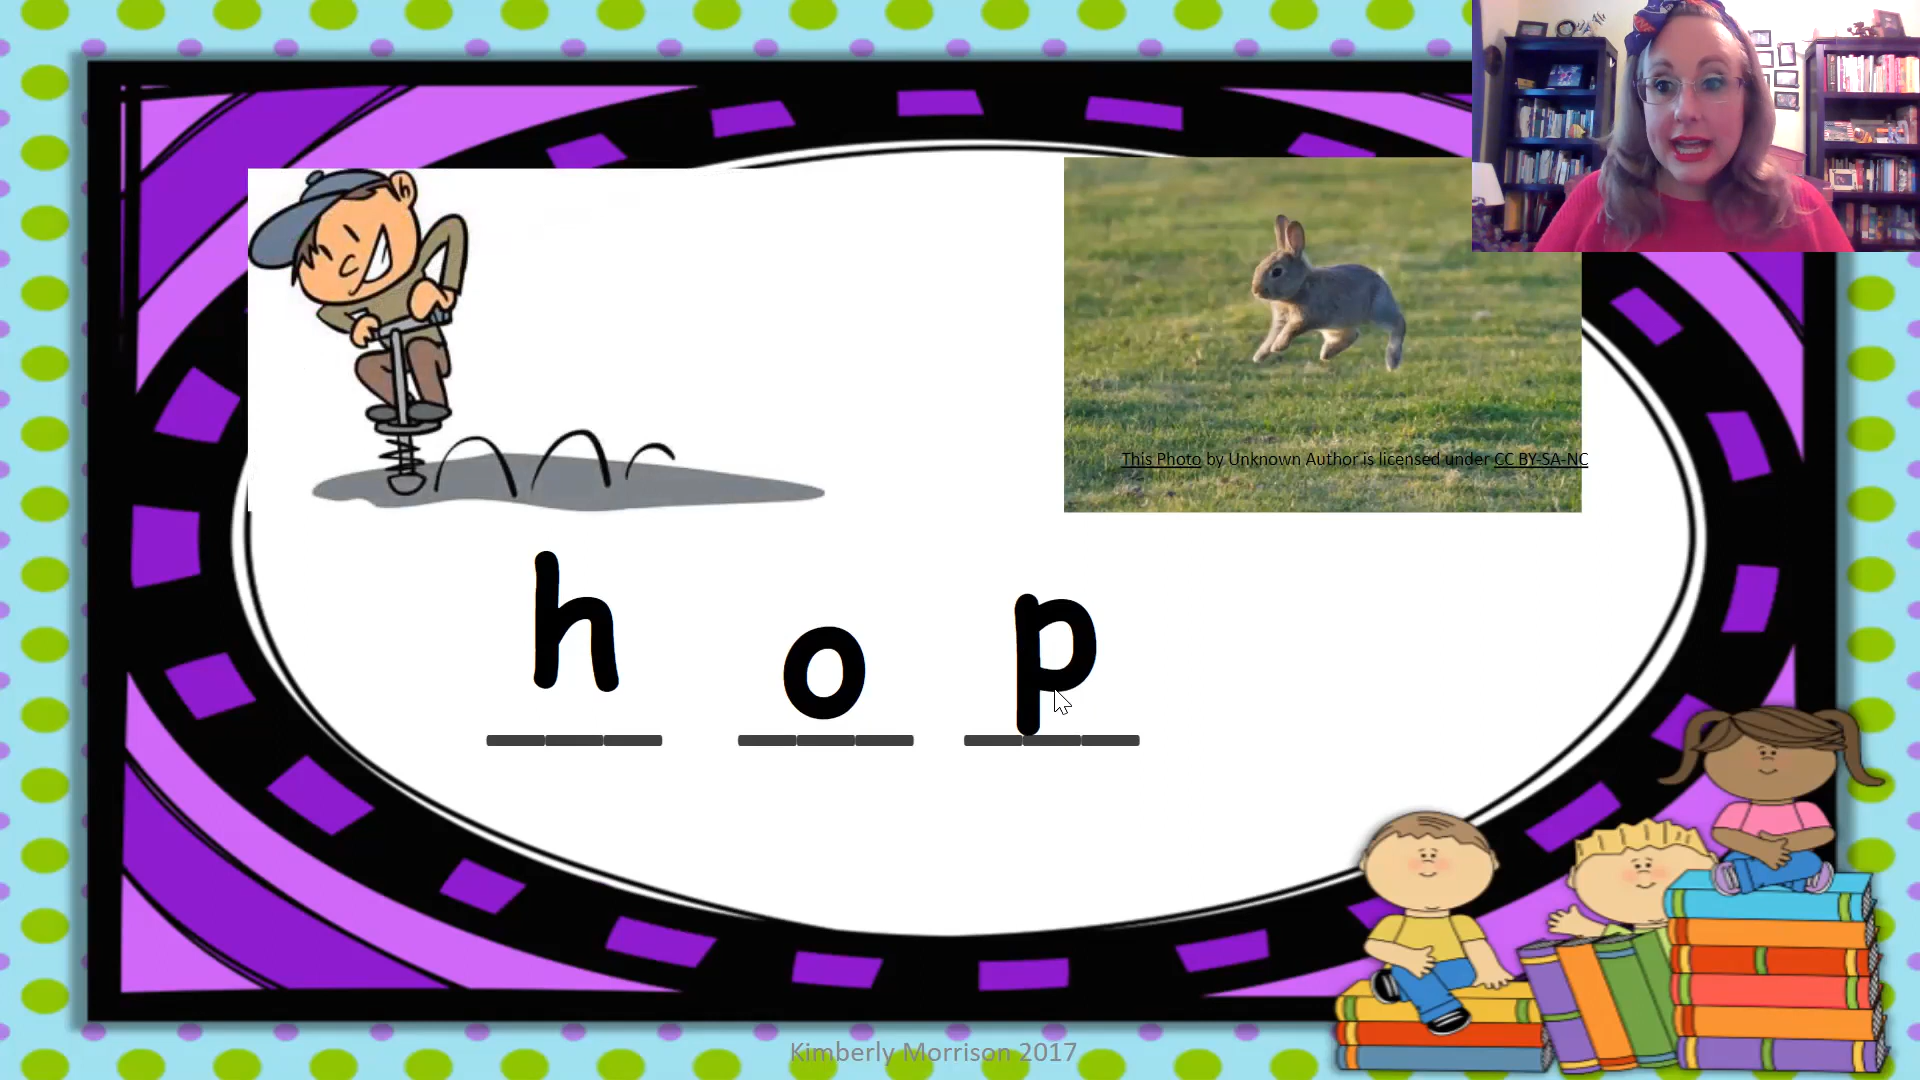 This Photo by Unknown Author is licensed under CC BY-SA-NC
h o p
Kimberly Morrison 2017